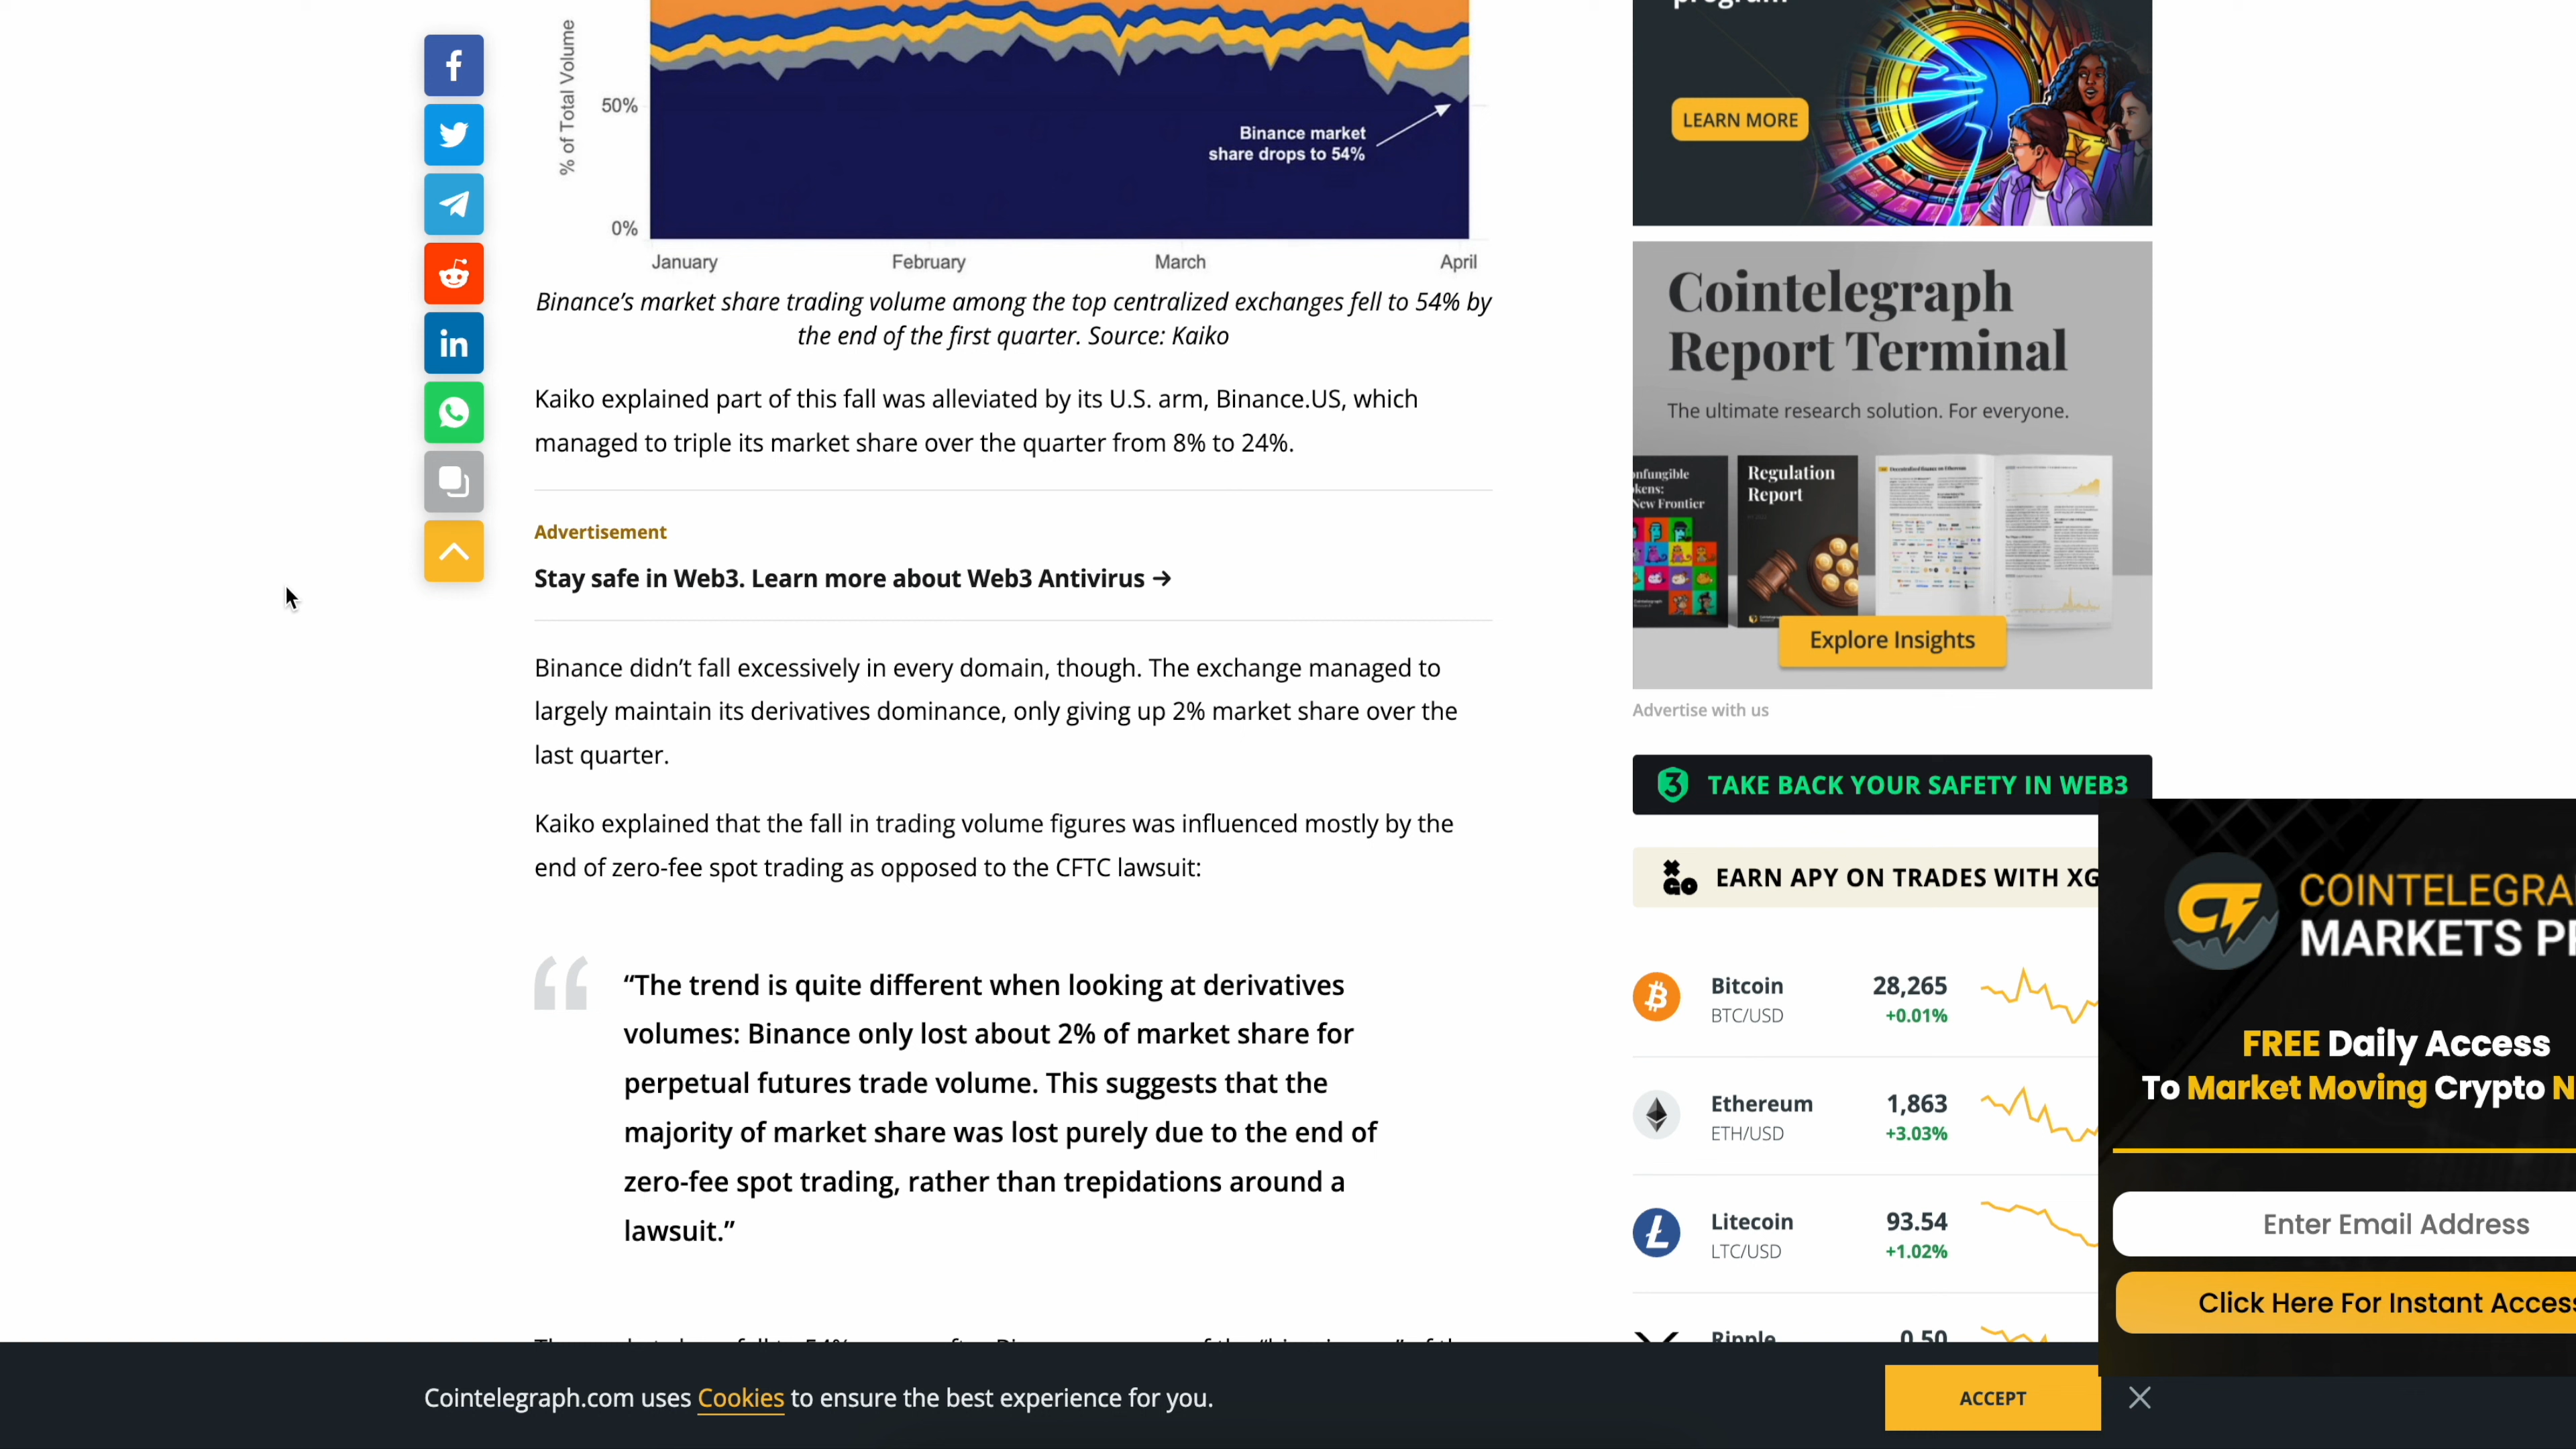 % of Total Volume
50%
0%
Binance market
share drops to 54%
January February March April
Binance’s market share trading volume among the top centralized exchanges fell to 54% by
the end of the first quarter. Source: Kaiko
Kaiko explained part of this fall was alleviated by its U.S. arm, Binance.US, which
managed to triple its market share over the quarter from 8% to 24%.
Advertisement
Stay safe in Web3. Learn more about Web3 Antivirus →
Binance didn’t fall excessively in every domain, though. The exchange managed to
largely maintain its derivatives dominance, only giving up 2% market share over the
last quarter.
Kaiko explained that the fall in trading volume figures was influenced mostly by the
end of zero-fee spot trading as opposed to the CFTC lawsuit:
“The trend is quite different when looking at derivatives
volumes: Binance only lost about 2% of market share for
perpetual futures trade volume. This suggests that the
majority of market share was lost purely due to the end of
zero-fee spot trading, rather than trepidations around a
lawsuit.”
LEARN MORE
Cointelegraph
Report Terminal
The ultimate research solution. For everyone.
onfungible
kens:
New Frontier
Regulation
Report
Explore Insights
Advertise with us
TAKE BACK YOUR SAFETY IN WEB3
EARN APY ON TRADES WITH XG
Bitcoin 28,265
BTC/USD +0.01%
Ethereum 1,863
ETH/USD +3.03%
Litecoin 93.54
LTC/USD +1.02%
Ripple 0.50
COINTELEGRA
MARKETS P
FREE Daily Access
To Market Moving Crypto N
Enter Email Address
Click Here For Instant Access
Cointelegraph.com uses Cookies to ensure the best experience for you.
ACCEPT